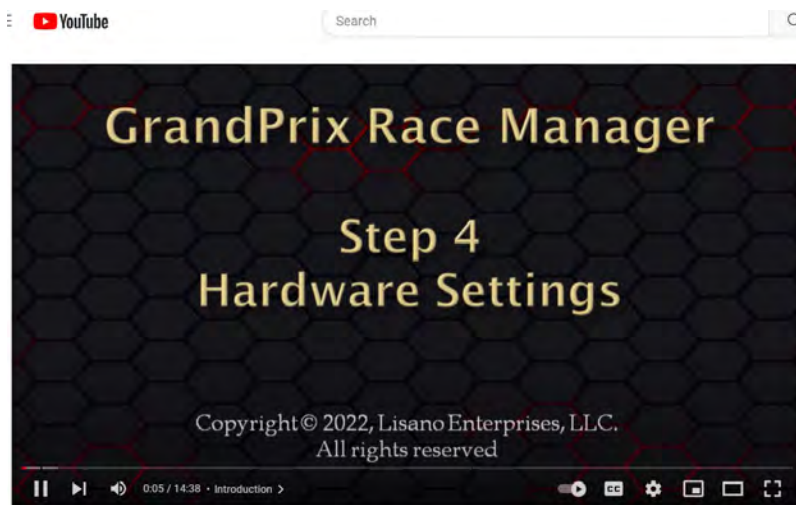 YouTube
Search
GrandPrix Race Manager
Step 4
Hardware Settings
Copyright© 2022, Lisano Enterprises, LLC.
All rights reserved
0:05 / 14:38 • Introduction >
CC